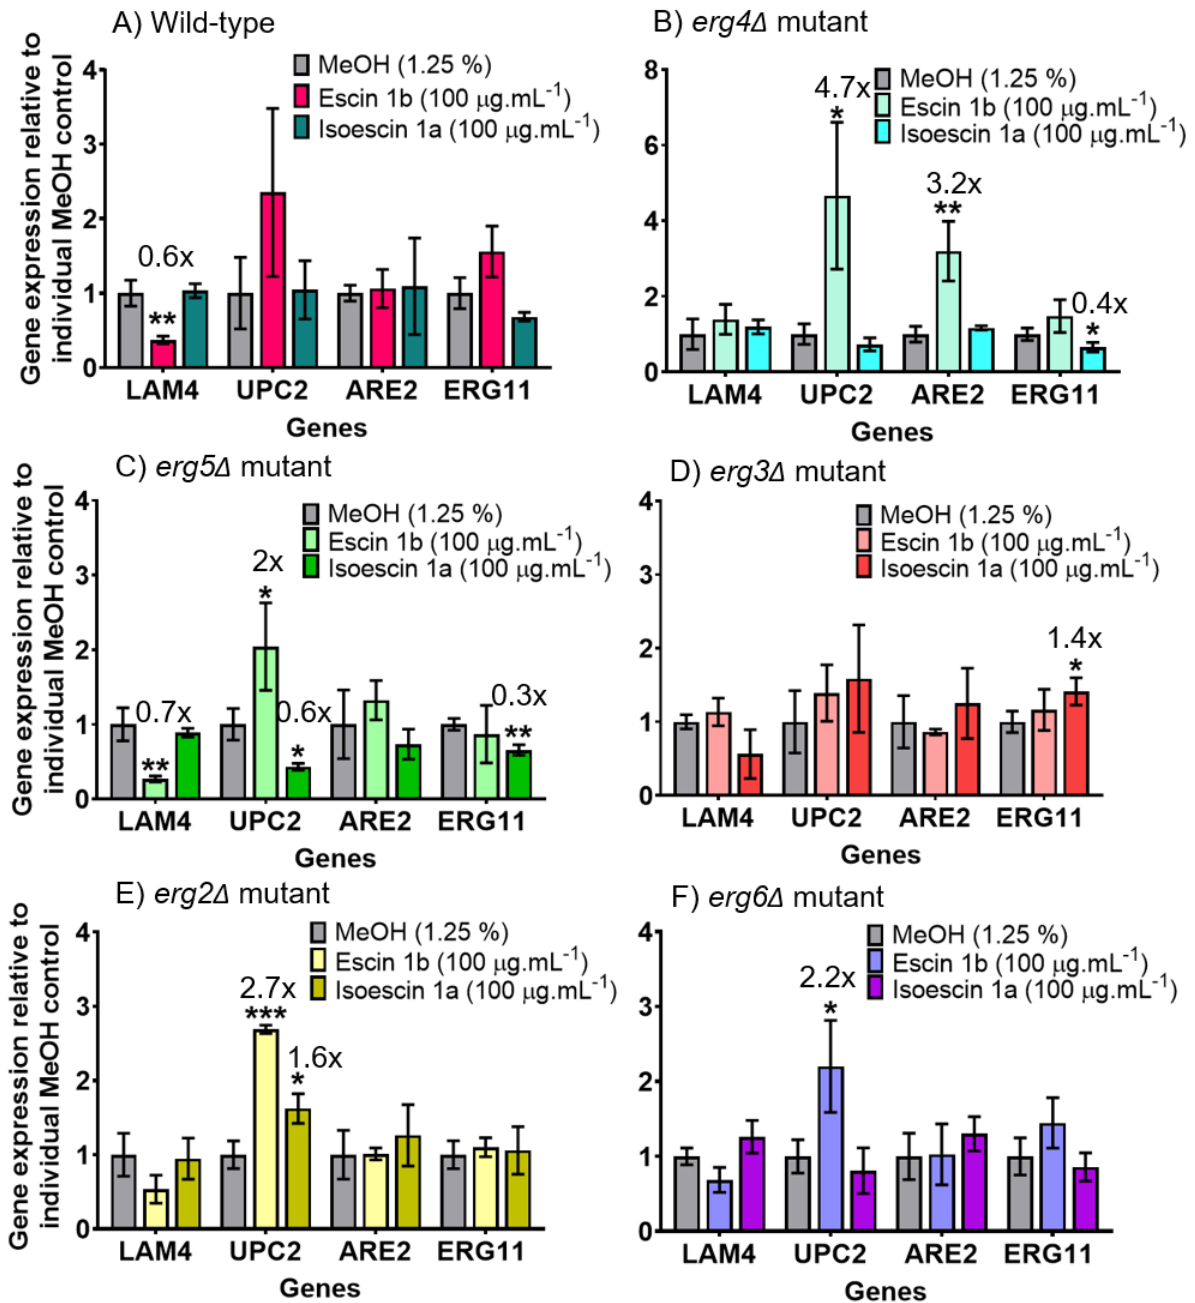 A) Wild-type
Gene expression relative to
individual MeOH control
MeOH (1.25 %)
Escin 1b (100 µg.mL-1)
Isoescin 1a (100 µg.mL-1)
4
3
2
1
0
0.6x
**
LAM4 UPC2 ARE2 ERG11
Genes
B) erg4Δ mutant
MeOH (1.25 %)
Escin 1b (100 µg.mL-1)
Isoescin 1a (100 µg.mL-1)
8
6
4
2
0
4.7x
*
3.2x
**
0.4x
*
LAM4 UPC2 ARE2 ERG11
Genes
C) erg5Δ mutant
Gene expression relative to
individual MeOH control
MeOH (1.25 %)
Escin 1b (100 µg.mL-1)
Isoescin 1a (100 µg.mL-1)
4
3
2
1
0
0.7x
**
2x
*
0.6x
*
0.3x
**
LAM4 UPC2 ARE2 ERG11
Genes
D) erg3Δ mutant
MeOH (1.25 %)
Escin 1b (100 µg.mL-1)
Isoescin 1a (100 µg.mL-1)
4
3
2
1
0
1.4x
*
LAM4 UPC2 ARE2 ERG11
Genes
E) erg2Δ mutant
Gene expression relative to
individual MeOH control
MeOH (1.25 %)
Escin 1b (100 µg.mL-1)
Isoescin 1a (100 µg.mL-1)
4
3
2
1
0
2.7x
***
1.6x
*
LAM4 UPC2 ARE2 ERG11
Genes
F) erg6Δ mutant
MeOH (1.25 %)
Escin 1b (100 µg.mL-1)
Isoescin 1a (100 µg.mL-1)
4
3
2
1
0
2.2x
*
LAM4 UPC2 ARE2 ERG11
Genes